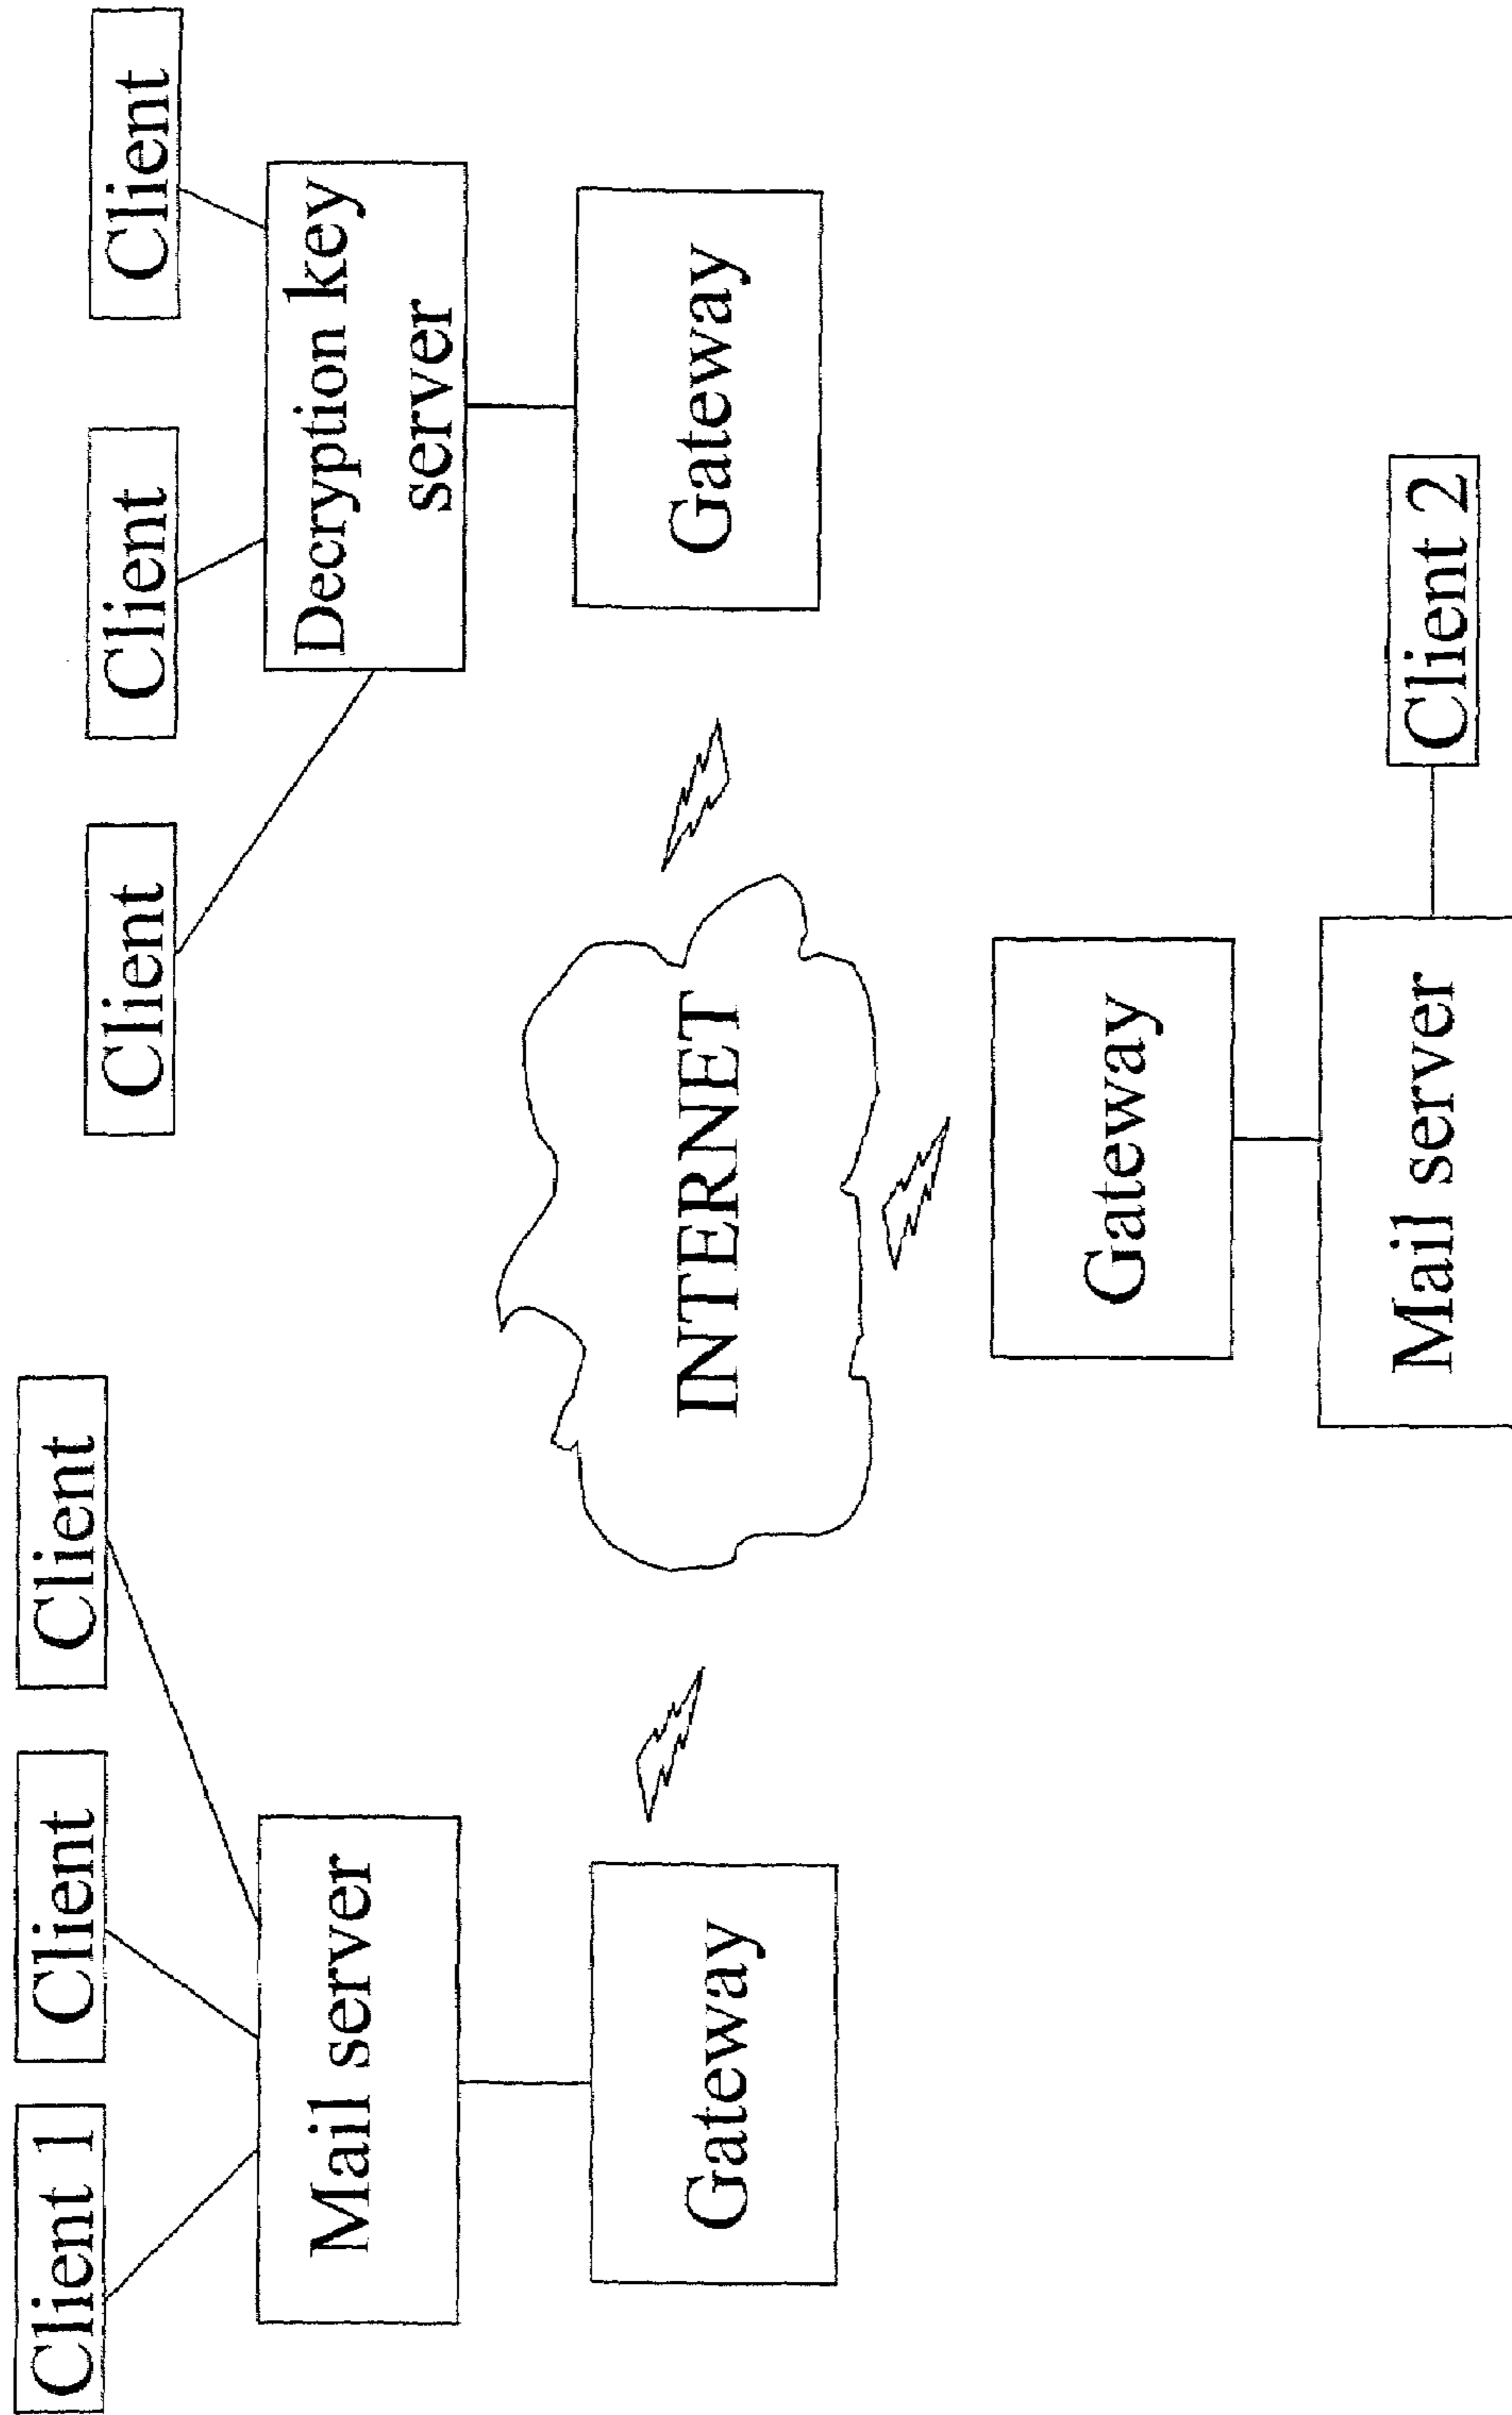 Client 1
Client
Client
Client
Client
Client
Mail server
Decryption key
server
Gateway
INTERNET
Gateway
Gateway
Mail server
Client 2